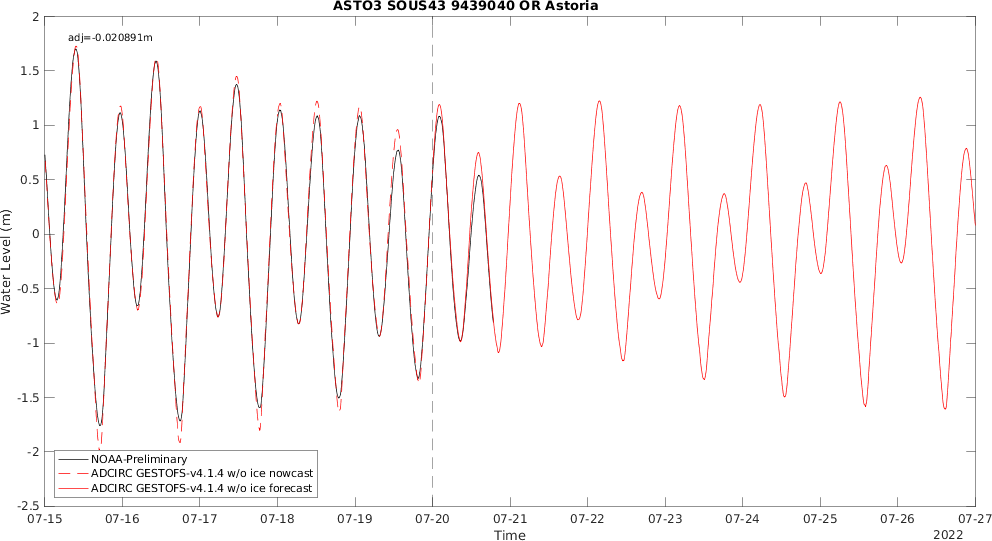 ASTO3 SOUS43 9439040 OR Astoria
adj=-0.020891m
Water Level (m)
2
1.5
1
0.5
0
-0.5
-1
-1.5
-2
-2.5
NOAA-Preliminary
ADCIRC GESTOFS-v4.1.4 w/o ice nowcast
ADCIRC GESTOFS-v4.1.4 w/o ice forecast
07-15 07-16 07-17 07-18 07-19 07-20 07-21 07-22 07-23 07-24 07-25 07-26 07-27
Time
2022